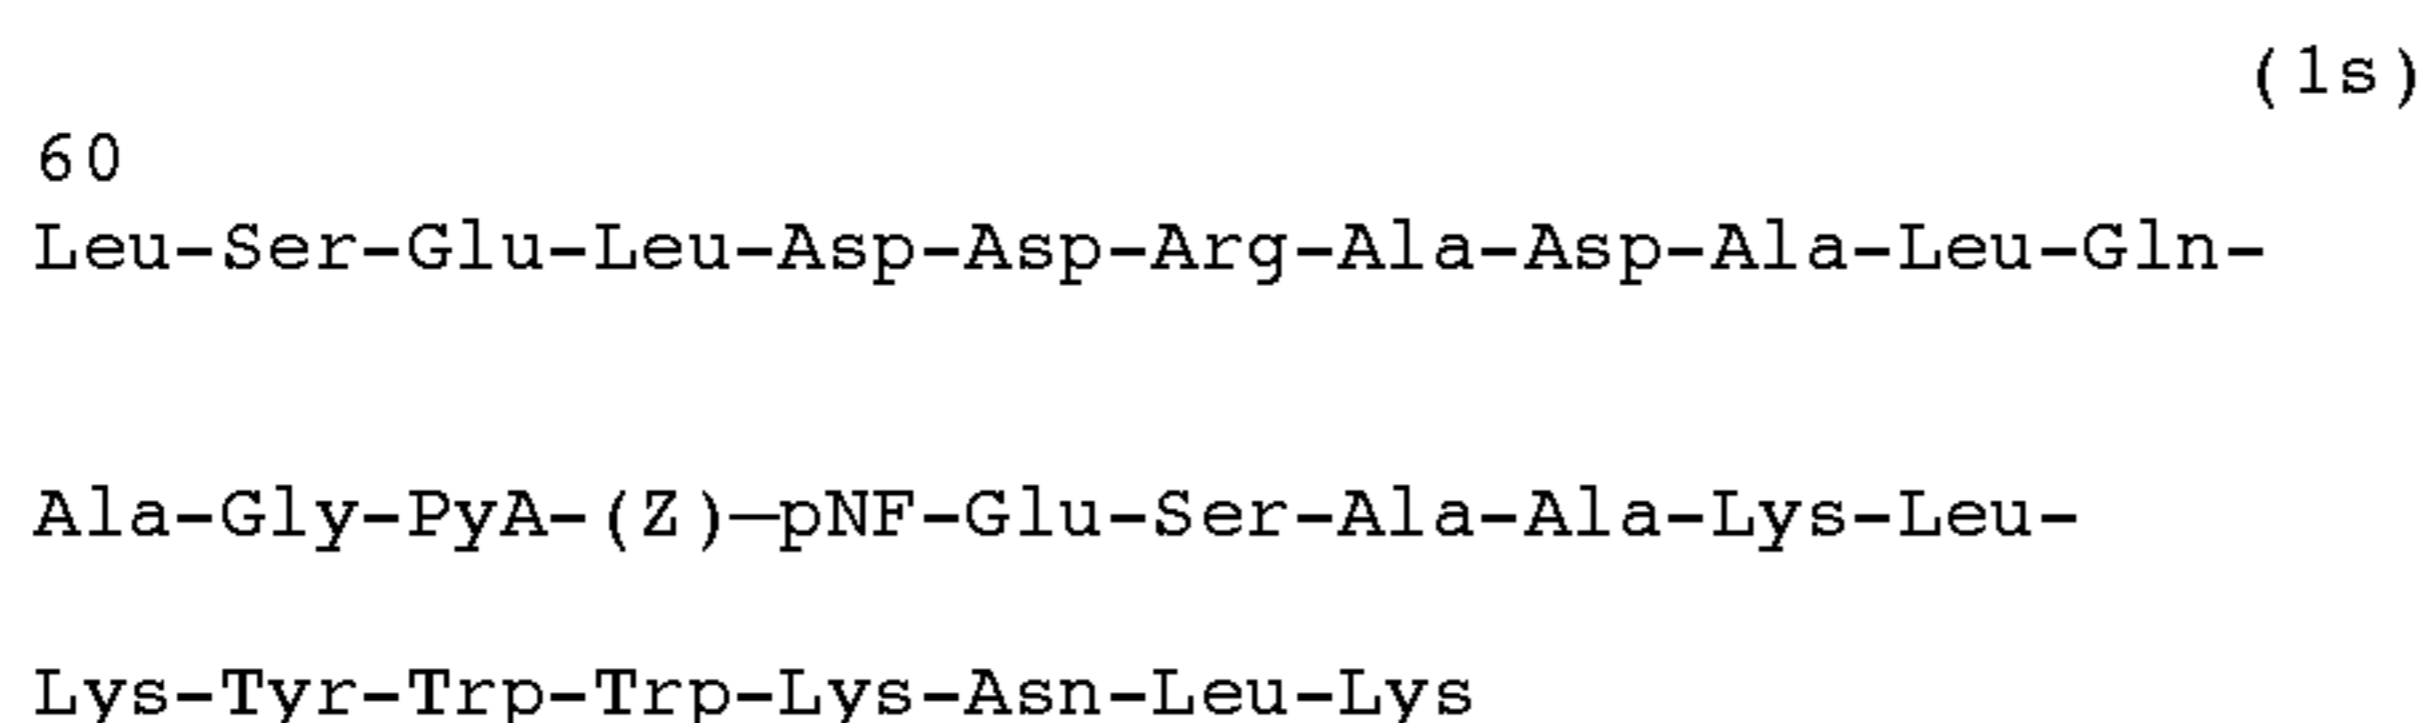 (ls)
60
Leu-Ser-Glu-Leu-Asp-Asp-Arg-Ala-Asp-Ala-Leu-Gln-
Ala-Gly-PyA-(Z)—pNF-Glu-Ser-Ala-Ala-Lys-Leu-
Lys-Tyr-Trp-Trp-Lys-Asn-Leu-Lys